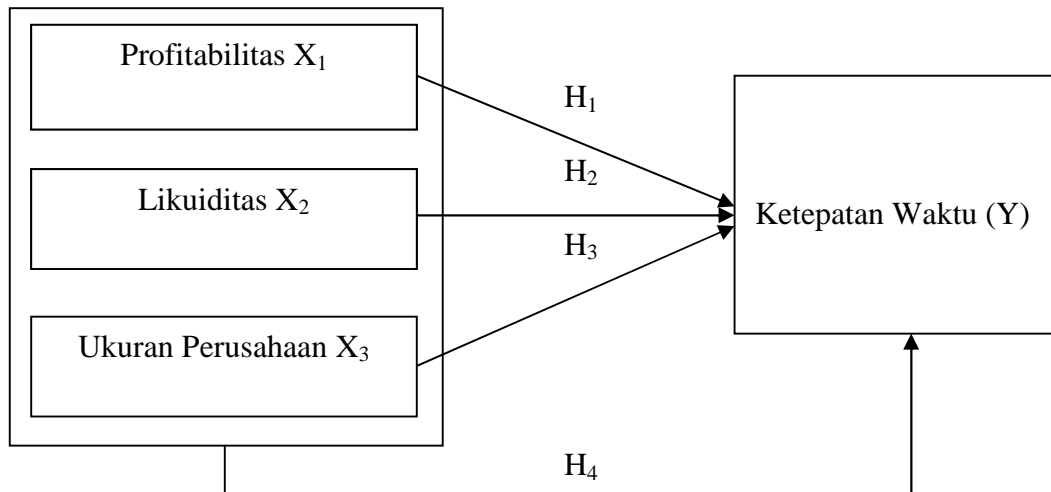 Profitabilitas X₁
H₁
H₂
Likuiditas X₂
Ketepatan Waktu (Y)
H₃
Ukuran Perusahaan X₃
H₄